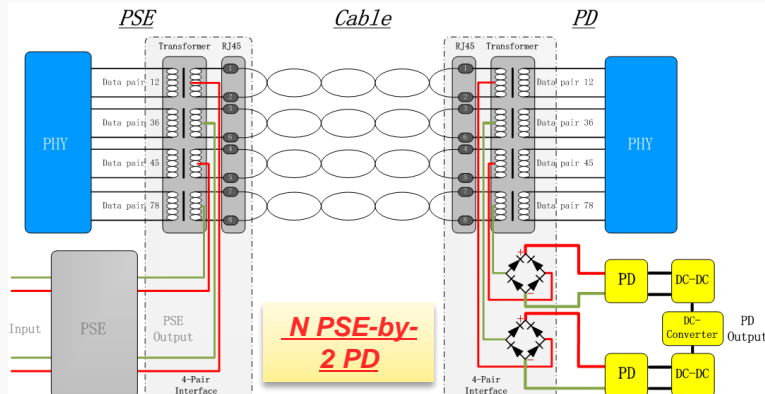 PSE Cable PD
Transformer RJ45
RJ45 Transformer
1
Data pair 12
2
3
Data pair 36
6
4
Data pair 45
5
7
Data pair 78
8
PHY
1
Data pair 12
2
3
Data pair 36
6
4
Data pair 45
5
7
Data pair 78
8
PHY
Input
PSE
PSE
Output
4-Pair
Interface
N PSE-by-
2 PD
+
-
+
-
4-Pair
Interface
PD
DC-DC
DC-
Converter
PD
Output
PD
DC-DC